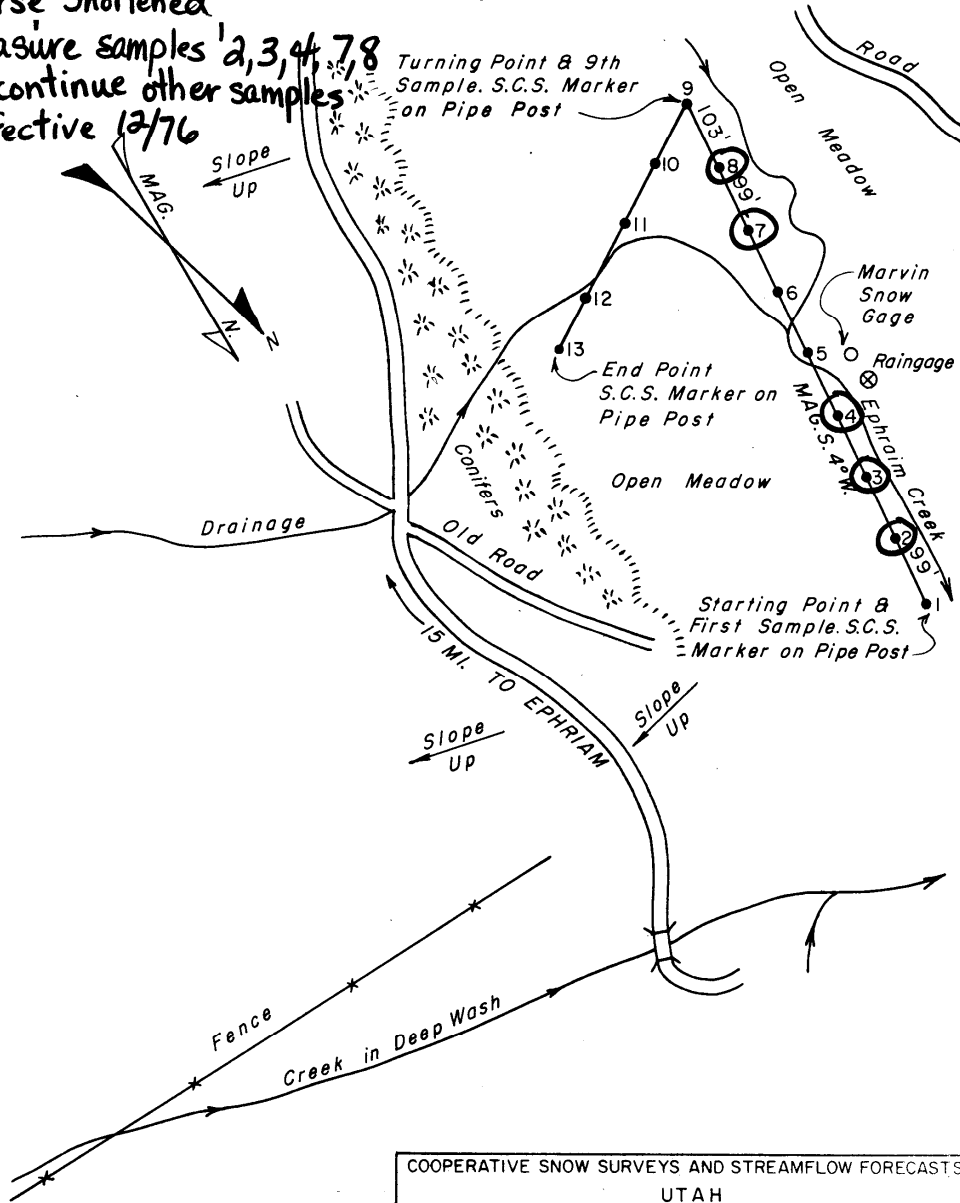 rse Shortened
asure samples 2,3,4, 7,8
continue other samples
fective 12/76
Turning Point & 9th
Sample. S.C.S. Marker
on Pipe Post
Road
Open
Meadow
Slope
Up
MAG.
N.
N
9
103'
8
99'
7
6
5
4
3
2
99'
1
10
11
12
13
Marvin
Snow
Gage
Raingage
MAG. S. 4° W.
Ephraim Creek
End Point
S.C.S. Marker on
Pipe Post
Conifers
Open Meadow
Drainage
Old Road
Starting Point &
First Sample. S.C.S.
Marker on Pipe Post
15 MI. TO EPHRIAM
Slope
Up
Slope
Up
Fence
Creek in Deep Wash
COOPERATIVE SNOW SURVEYS AND STREAMFLOW FORECASTS
UTAH